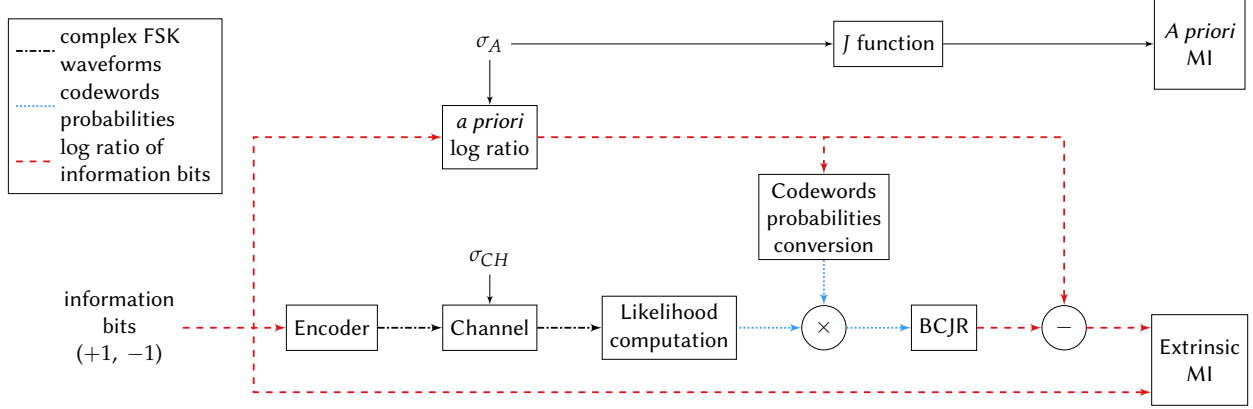 complex FSK
waveforms
codewords
probabilities
log ratio of
information bits
σ_A
J function
A priori
MI
a priori
log ratio
Codewords
probabilities
conversion
σ_CH
information
bits
(+1, −1)
Encoder
Channel
Likelihood
computation
×
BCJR
−
Extrinsic
MI